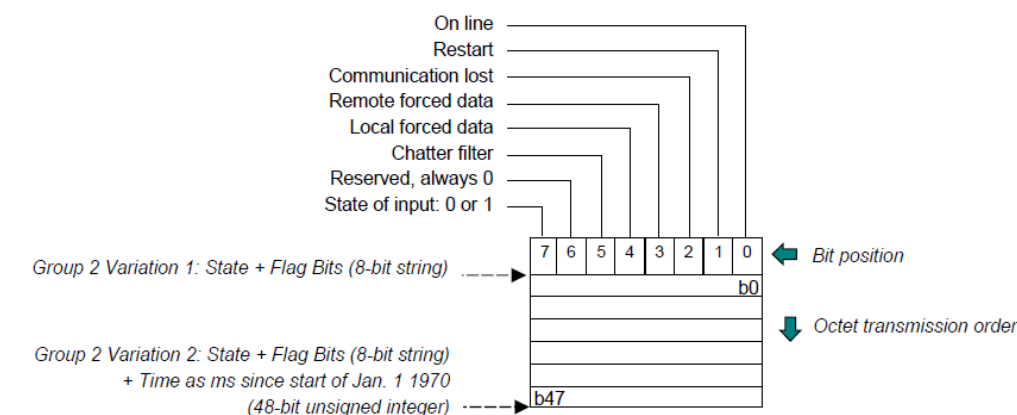 On line
Restart
Communication lost
Remote forced data
Local forced data
Chatter filter
Reserved, always 0
State of input: 0 or 1
7 6 5 4 3 2 1 0
Bit position
Group 2 Variation 1: State + Flag Bits (8-bit string)
b0
Octet transmission order
Group 2 Variation 2: State + Flag Bits (8-bit string)
+ Time as ms since start of Jan. 1 1970
(48-bit unsigned integer)
b47